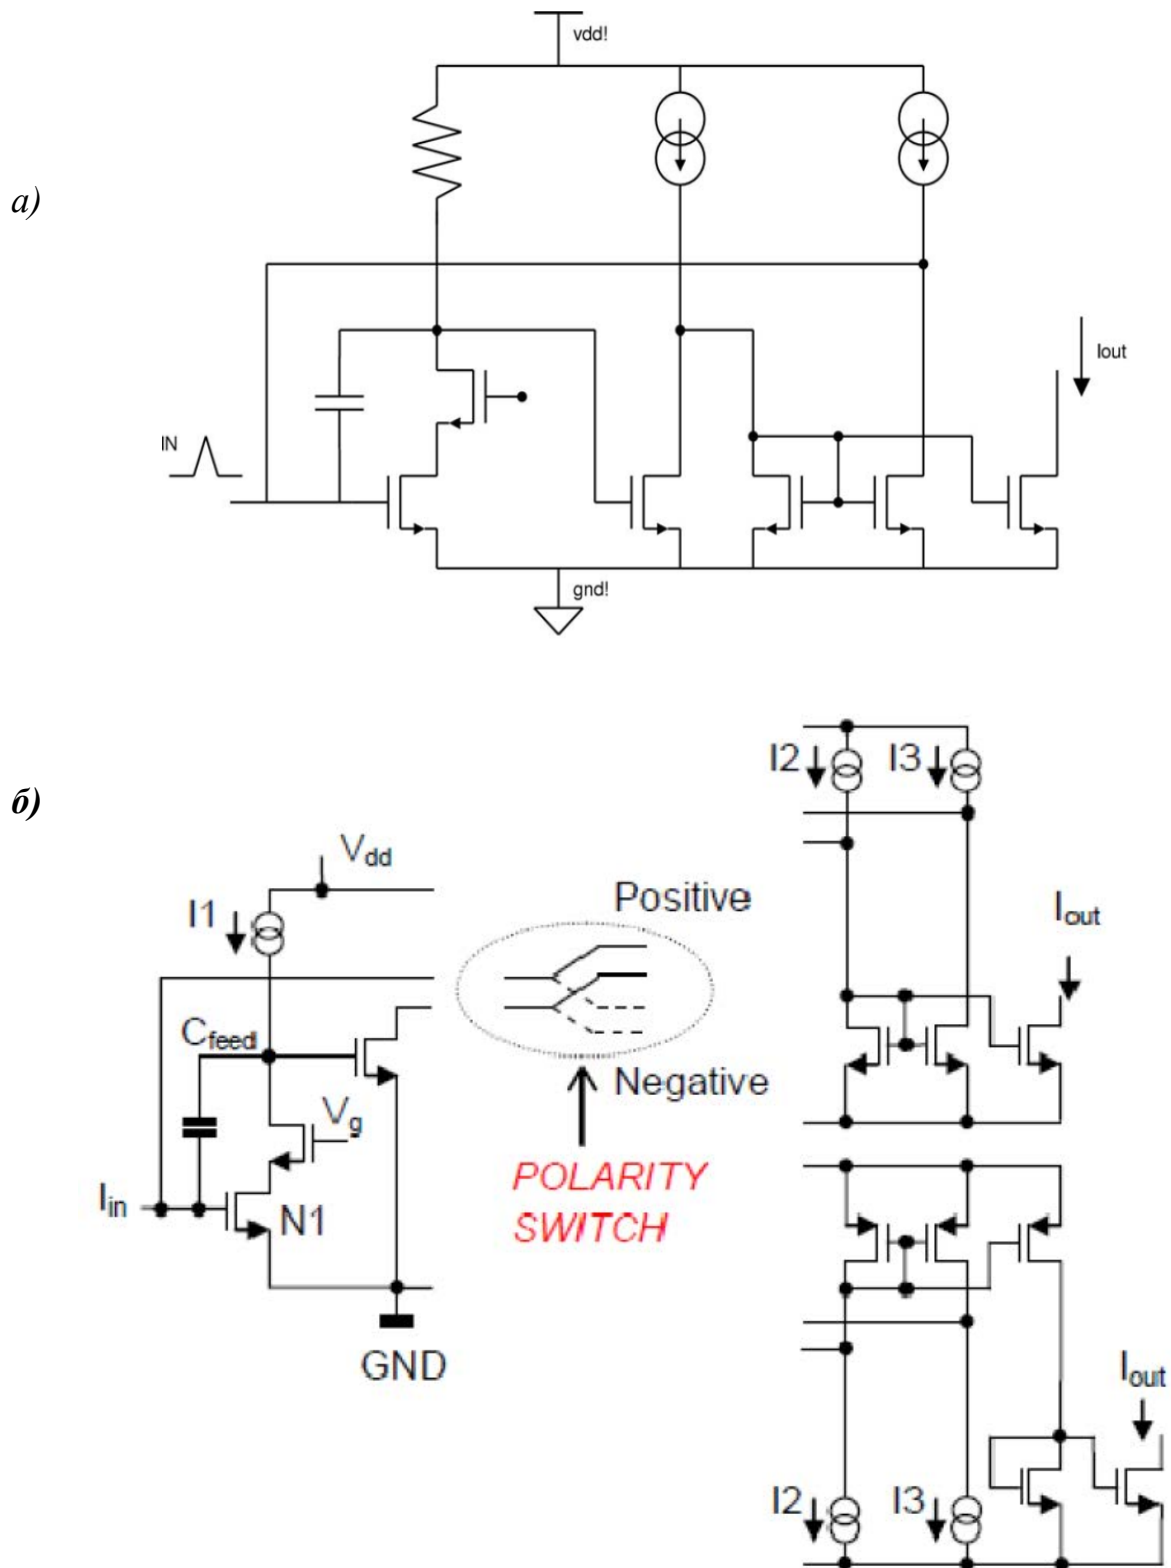 vdd!
а)
Iout
IN
gnd!
I2 I3
б)
Vdd
Positive
I1
Iout
Cfeed
Negative
Vg
POLARITY
SWITCH
Iin
N1
GND
Iout
I2 I3